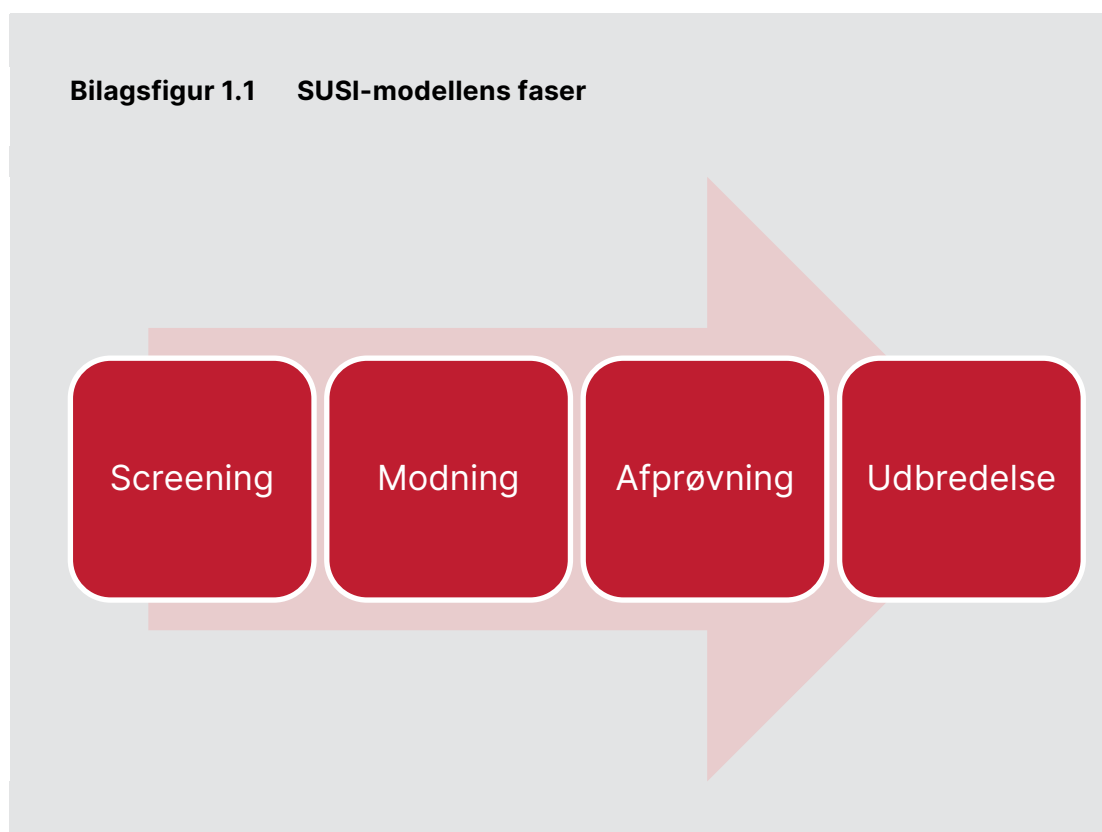 Bilagsfigur 1.1 SUSI-modellens faser
Screening
Modning
Afprøvning
Udbredelse